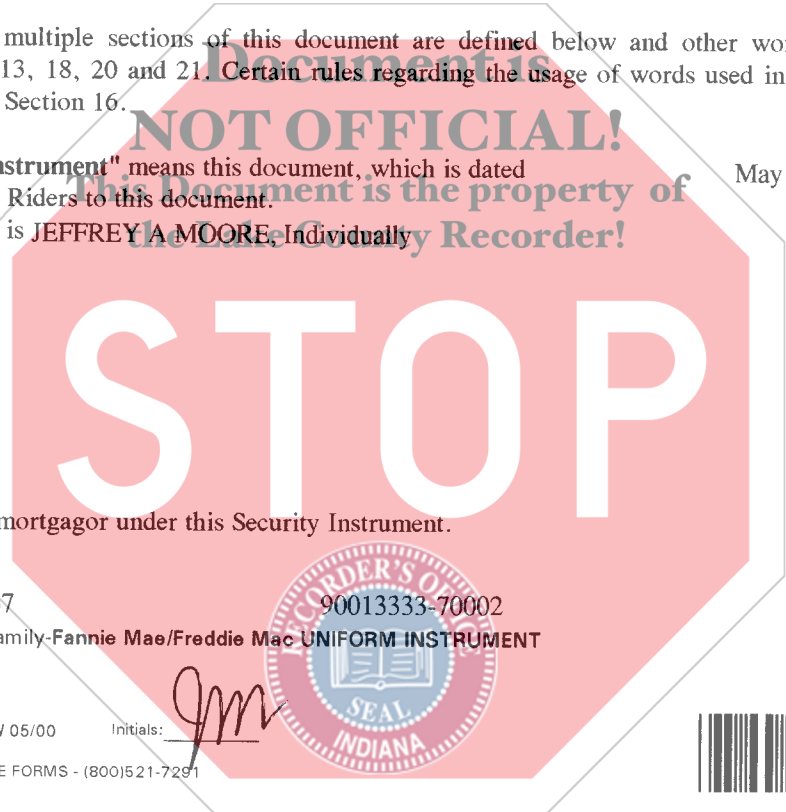 multiple sections of this document are defined below and other wo
Document is
13, 18, 20 and 21. Certain rules regarding the usage of words used in
Section 16.
NOT OFFICIAL!
strument" means this document, which is dated May
This Document is the property of
Riders to this document.
is JEFFREY A MOORE, Individually
the Lake County Recorder!
STOP
mortgagor under this Security Instrument.
7 90013333-70002
amily-Fannie Mae/Freddie Mac UNIFORM INSTRUMENT
RECORDER'S OFFICE
SEAL
INDIANA
05/00 Initials: JM
E FORMS - (800)521-7291